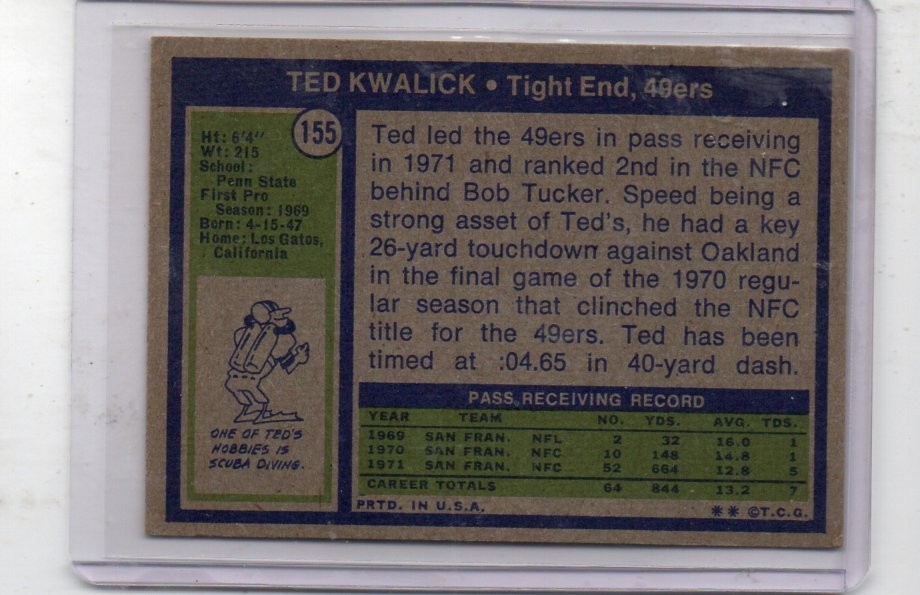 TED KWALICK • Tight End, 49ers
155
Ht: 6'4"
Wt: 215
School:
Penn State
First Pro
Season: 1969
Born: 4-15-47
Home: Los Gatos,
California
ONE OF TED'S
HOBBIES IS
SCUBA DIVING.
Ted led the 49ers in pass receiving
in 1971 and ranked 2nd in the NFC
behind Bob Tucker. Speed being a
strong asset of Ted's, he had a key
26-yard touchdown against Oakland
in the final game of the 1970 regu-
lar season that clinched the NFC
title for the 49ers. Ted has been
timed at :04.65 in 40-yard dash.
PASS RECEIVING RECORD
YEAR TEAM NO. YDS. AVG. TDS.
1969 SAN FRAN. NFL 2 32 16.0 1
1970 SAN FRAN. NFC 10 148 14.8 1
1971 SAN FRAN. NFC 52 664 12.8 5
CAREER TOTALS 64 844 13.2 7
PRTD. IN U.S.A. ** ©T.C.G.